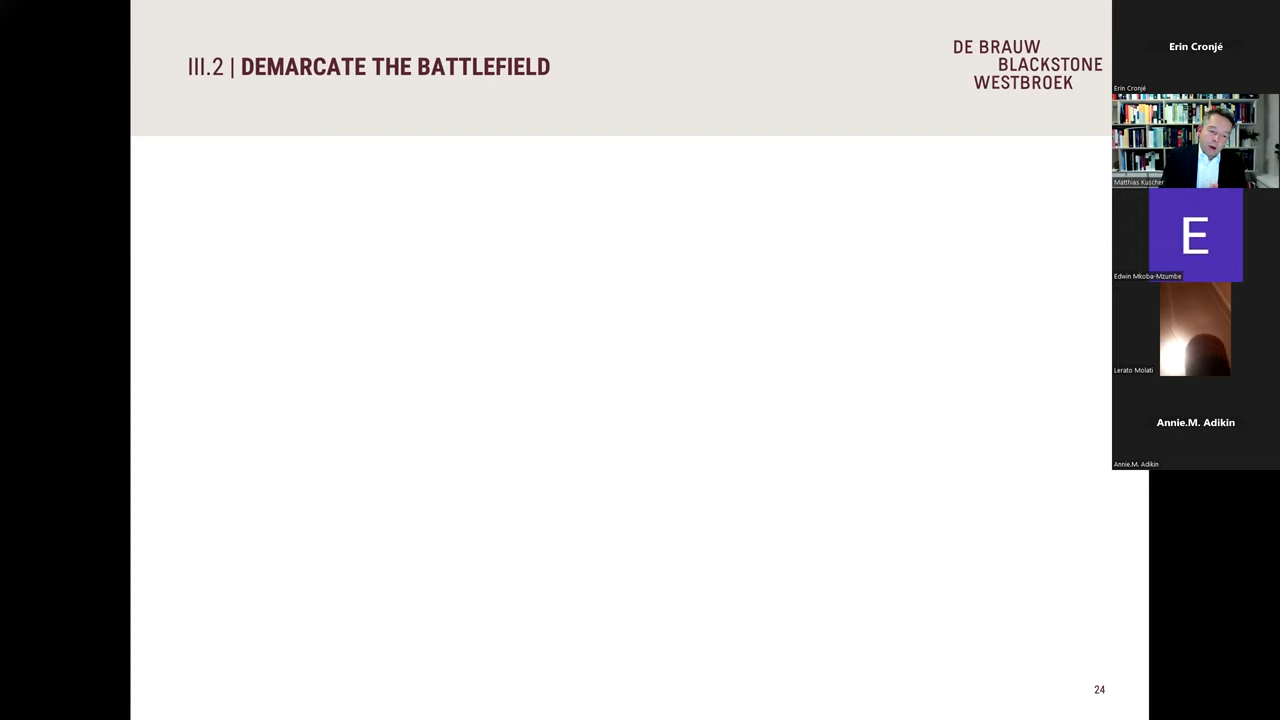 III.2 | DEMARCATE THE BATTLEFIELD
DE BRAUW
BLACKSTONE
WESTBROEK
Erin Cronjé
Erin Cronjé
Matthias Kuscher
E
Edwin Mkoba-Mzumbe
Lerato Molati
Annie.M. Adikin
Annie.M. Adikin
24